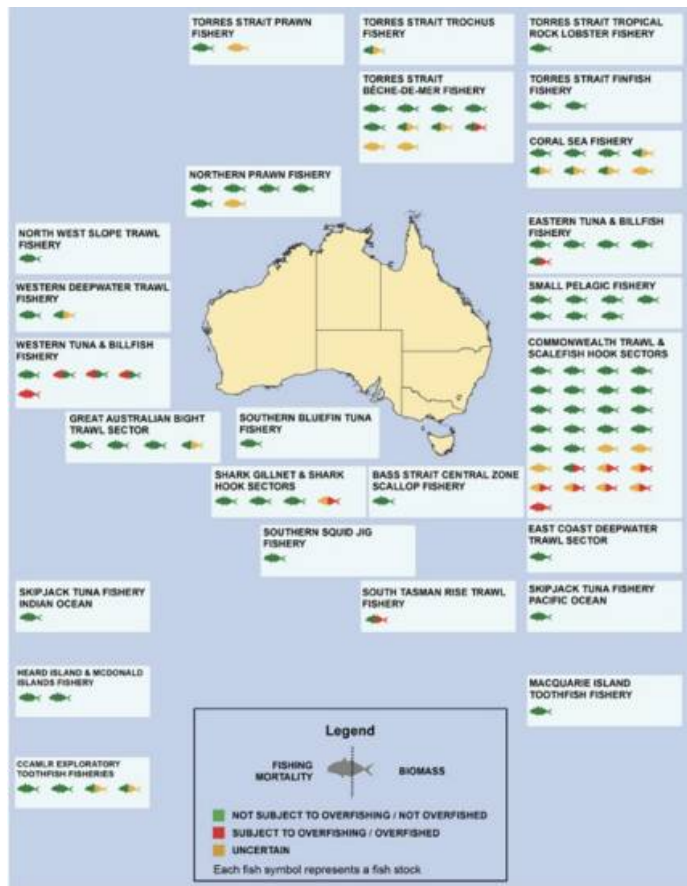 TORRES STRAIT PRAWN
FISHERY
TORRES STRAIT TROCHUS
FISHERY
TORRES STRAIT TROPICAL
ROCK LOBSTER FISHERY
TORRES STRAIT
BÊCHE-DE-MER FISHERY
TORRES STRAIT FINFISH
FISHERY
CORAL SEA FISHERY
NORTHERN PRAWN FISHERY
EASTERN TUNA & BILLFISH
FISHERY
NORTH WEST SLOPE TRAWL
FISHERY
WESTERN DEEPWATER TRAWL
FISHERY
SMALL PELAGIC FISHERY
WESTERN TUNA & BILLFISH
FISHERY
COMMONWEALTH TRAWL &
SCALEFISH HOOK SECTORS
GREAT AUSTRALIAN BIGHT
TRAWL SECTOR
SOUTHERN BLUEFIN TUNA
FISHERY
SHARK GILLNET & SHARK
HOOK SECTORS
BASS STRAIT CENTRAL ZONE
SCALLOP FISHERY
SOUTHERN SQUID JIG
FISHERY
EAST COAST DEEPWATER
TRAWL SECTOR
SKIPJACK TUNA FISHERY
INDIAN OCEAN
SOUTH TASMAN RISE TRAWL
FISHERY
SKIPJACK TUNA FISHERY
PACIFIC OCEAN
HEARD ISLAND & MCDONALD
ISLANDS FISHERY
MACQUARIE ISLAND
TOOTHFISH FISHERY
CCAMLR EXPLORATORY
TOOTHFISH FISHERIES
Legend
FISHING
MORTALITY
BIOMASS
NOT SUBJECT TO OVERFISHING / NOT OVERFISHED
SUBJECT TO OVERFISHING / OVERFISHED
UNCERTAIN
Each fish symbol represents a fish stock